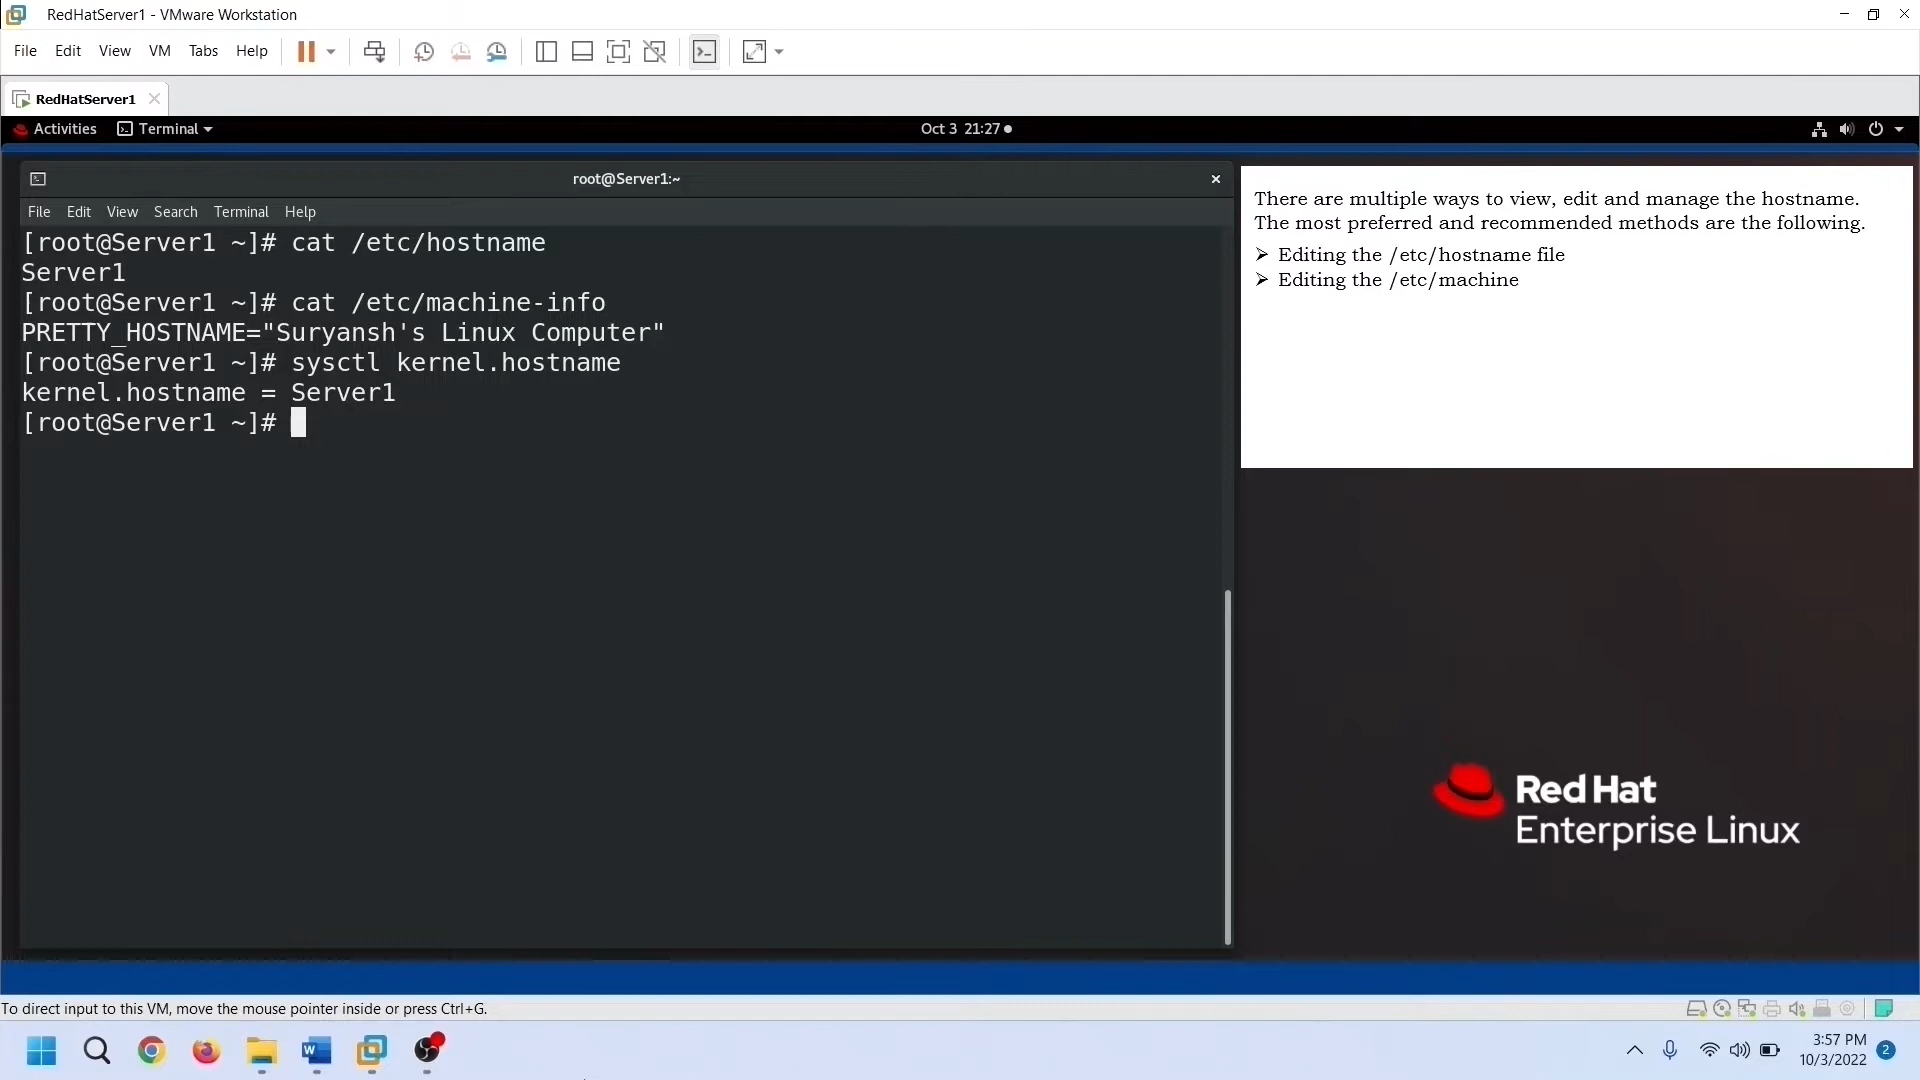 RedHatServer1 - VMware Workstation
File Edit View VM Tabs Help
RedHatServer1
Activities Terminal Oct 3 21:27
root@Server1:~
File Edit View Search Terminal Help
[root@Server1 ~]# cat /etc/hostname
Server1
[root@Server1 ~]# cat /etc/machine-info
PRETTY_HOSTNAME="Suryansh's Linux Computer"
[root@Server1 ~]# sysctl kernel.hostname
kernel.hostname = Server1
[root@Server1 ~]#
There are multiple ways to view, edit and manage the hostname.
The most preferred and recommended methods are the following.
➢ Editing the /etc/hostname file
➢ Editing the /etc/machine
Red Hat
Enterprise Linux
To direct input to this VM, move the mouse pointer inside or press Ctrl+G.
3:57 PM
10/3/2022
2